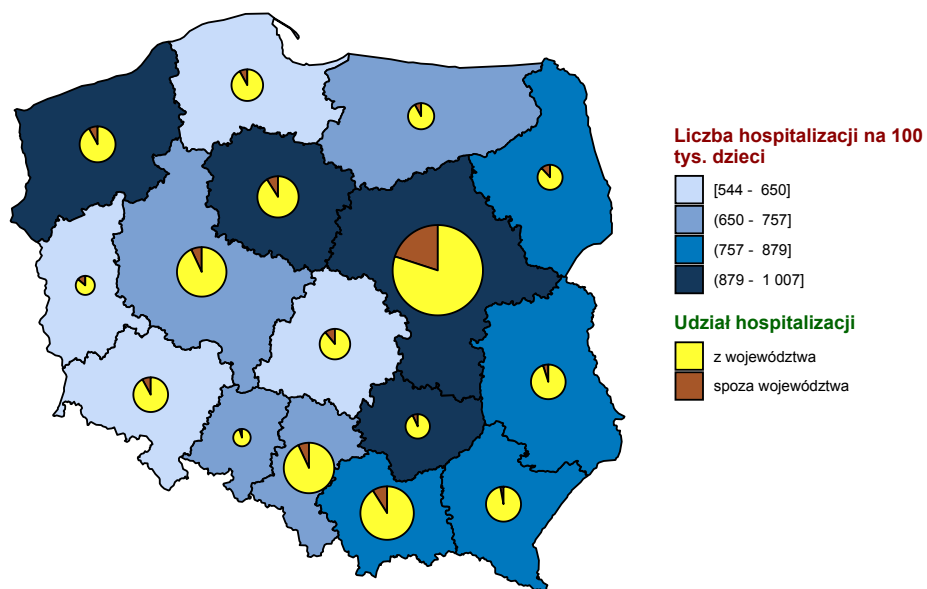 Liczba hospitalizacji na 100
tys. dzieci
[544 - 650]
(650 - 757]
(757 - 879]
(879 - 1 007]
Udział hospitalizacji
z województwa
spoza województwa